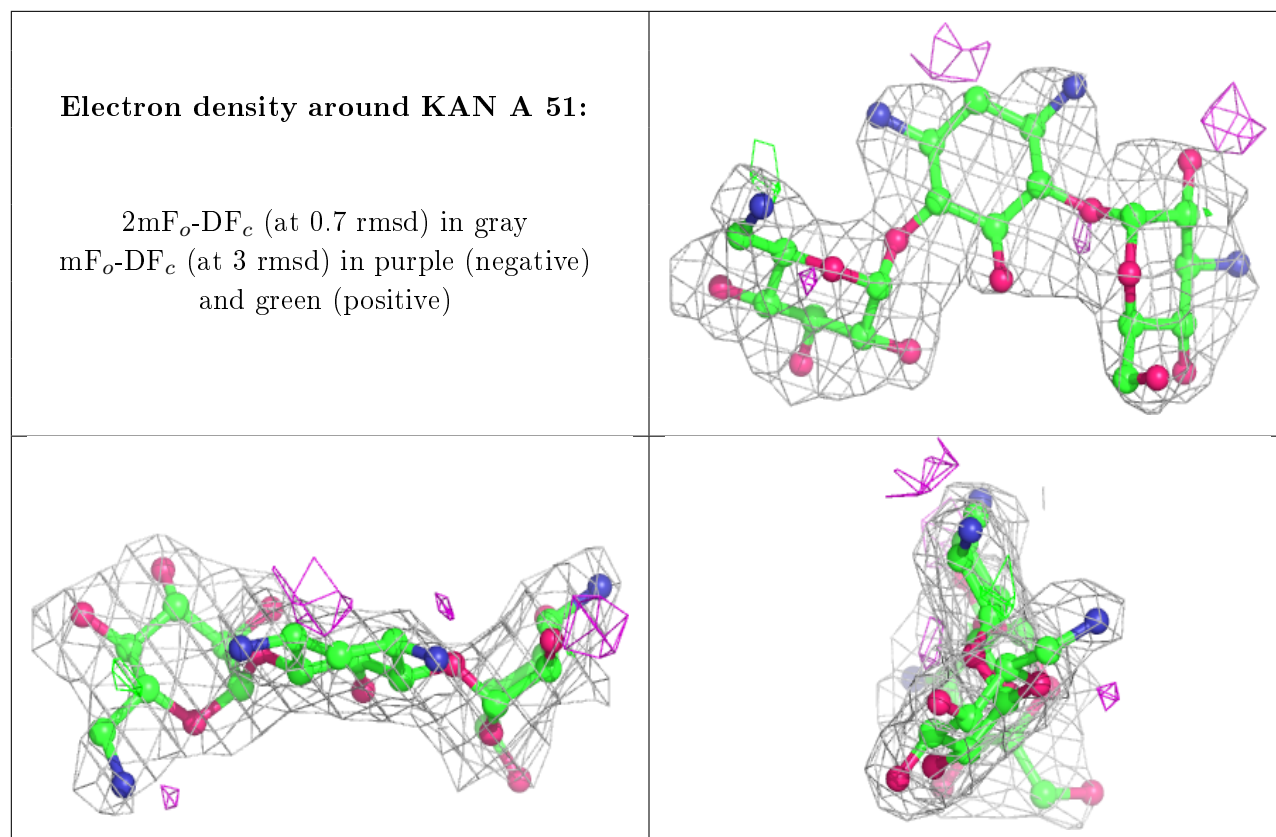 Electron density around KAN A 51:
2mFo-DFc (at 0.7 rmsd) in gray
mFo-DFc (at 3 rmsd) in purple (negative)
and green (positive)